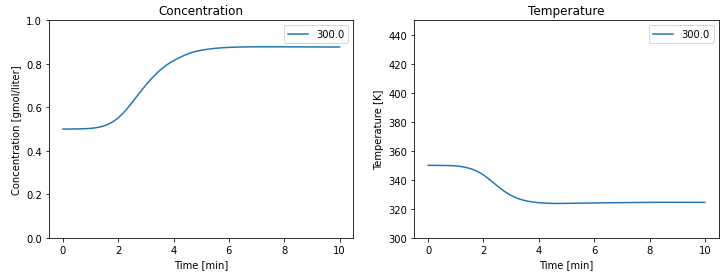 Concentration
300.0
Concentration [gmol/liter]
1.0
0.8
0.6
0.4
0.2
0.0
0 2 4 6 8 10
Time [min]
Temperature
300.0
Temperature [K]
440
420
400
380
360
340
320
300
0 2 4 6 8 10
Time [min]